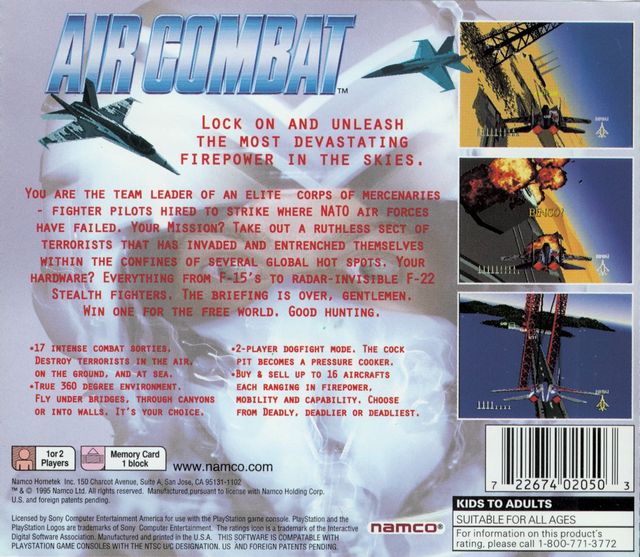 AIR COMBAT™
LOCK ON AND UNLEASH
THE MOST DEVASTATING
FIREPOWER IN THE SKIES.
YOU ARE THE TEAM LEADER OF AN ELITE CORPS OF MERCENARIES
- FIGHTER PILOTS HIRED TO STRIKE WHERE NATO AIR FORCES
HAVE FAILED. YOUR MISSION? TAKE OUT A RUTHLESS SECT OF
TERRORISTS THAT HAS INVADED AND ENTRENCHED THEMSELVES
WITHIN THE CONFINES OF SEVERAL GLOBAL HOT SPOTS. YOUR
HARDWARE? EVERYTHING FROM F-15'S TO RADAR-INVISIBLE F-22
STEALTH FIGHTERS. THE BRIEFING IS OVER, GENTLEMEN.
WIN ONE FOR THE FREE WORLD. GOOD HUNTING.
•17 INTENSE COMBAT SORTIES.
DESTROY TERRORISTS IN THE AIR,
ON THE GROUND, AND AT SEA.
•TRUE 360 DEGREE ENVIRONMENT.
FLY UNDER BRIDGES, THROUGH CANYONS
OR INTO WALLS. IT'S YOUR CHOICE.
•2-PLAYER DOGFIGHT MODE. THE COCK
PIT BECOMES A PRESSURE COOKER.
•BUY & SELL UP TO 16 AIRCRAFTS
EACH RANGING IN FIREPOWER,
MOBILITY AND CAPABILITY. CHOOSE
FROM DEADLY, DEADLIER OR DEADLIEST.
BINGO!
1 or 2
Players
Memory Card
1 block
www.namco.com
Namco Hometek Inc. 150 Charcot Avenue, Suite A, San Jose, CA 95131-1102
™ & © 1995 Namco Ltd. All rights reserved. Manufactured pursuant to license with Namco Holding Corp.
U.S. and foreign patents pending.
Licensed by Sony Computer Entertainment America for use with the PlayStation game console. PlayStation and the
PlayStation Logos are trademarks of Sony Computer Entertainment. The ratings icon is a trademark of the Interactive
Digital Software Association. Manufactured and printed in the U.S.A. THIS SOFTWARE IS COMPATIBLE WITH
PLAYSTATION GAME CONSOLES WITH THE NTSC U/C DESIGNATION. US AND FOREIGN PATENTS PENDING.
namco®
7 22674 02050 3
KIDS TO ADULTS
SUITABLE FOR ALL AGES
For information on this product's
rating, please call 1-800-771-3772